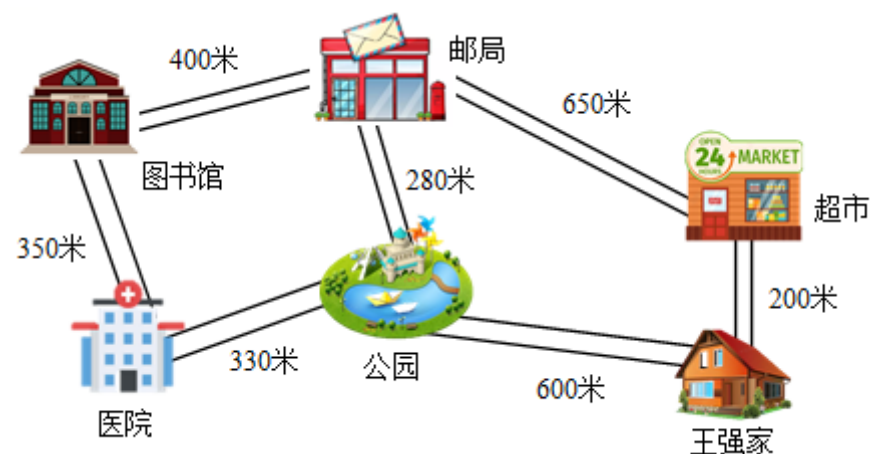 400米
邮局
650米
OPEN
24
HOURS
MARKET
图书馆
280米
超市
350米
200米
330米
公园
600米
医院
王强家